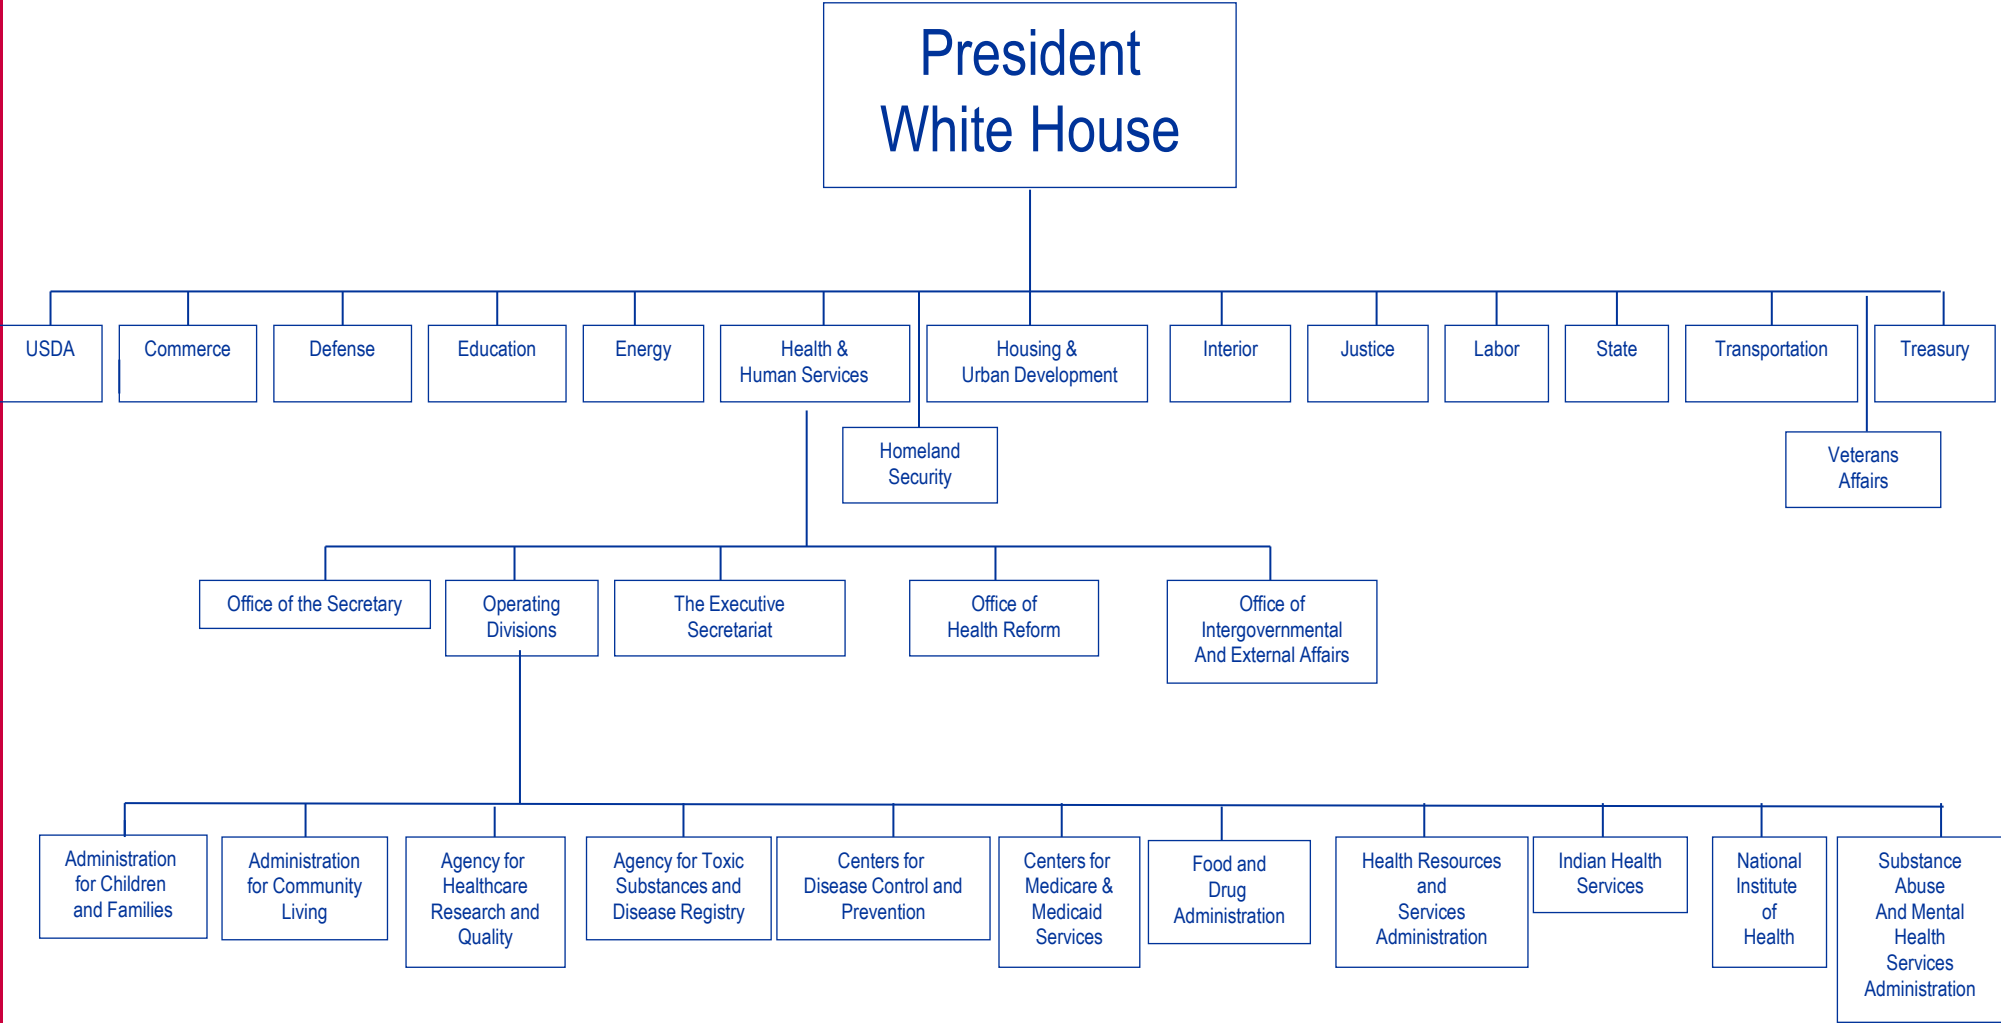 President
White House
USDA
Commerce
Defense
Education
Energy
Health &
Human Services
Housing &
Urban Development
Interior
Justice
Labor
State
Transportation
Treasury
Homeland
Security
Veterans
Affairs
Office of the Secretary
Operating
Divisions
The Executive
Secretariat
Office of
Health Reform
Office of
Intergovernmental
And External Affairs
Administration
for Children
and Families
Administration
for Community
Living
Agency for
Healthcare
Research and
Quality
Agency for Toxic
Substances and
Disease Registry
Centers for
Disease Control and
Prevention
Centers for
Medicare &
Medicaid
Services
Food and
Drug
Administration
Health Resources
and
Services
Administration
Indian Health
Services
National
Institute
of
Health
Substance
Abuse
And Mental
Health
Services
Administration